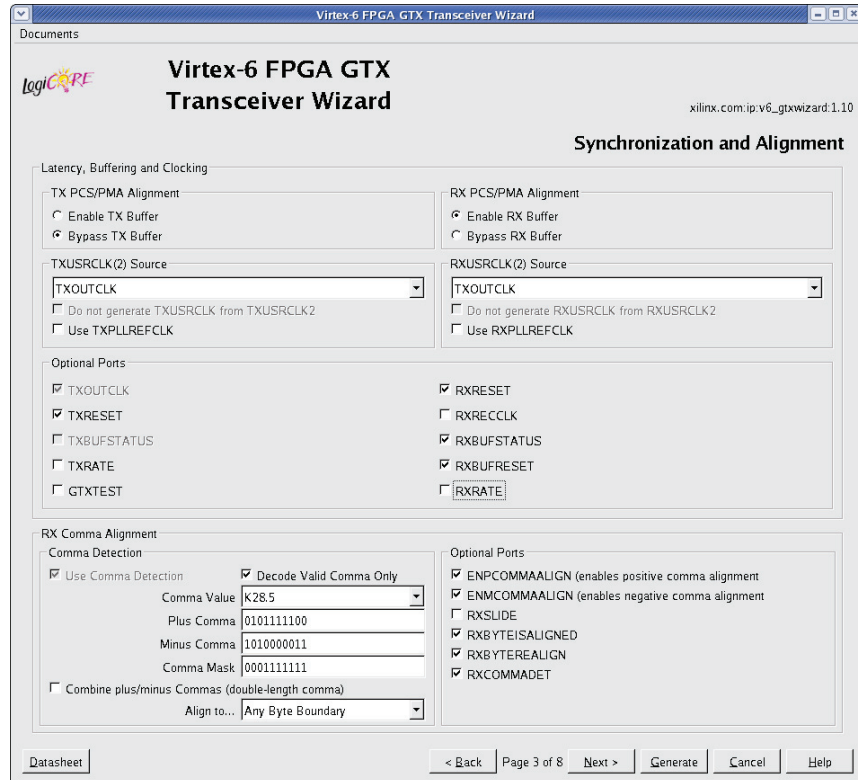 Virtex-6 FPGA GTX Transceiver Wizard
Documents
LogiCORE
Virtex-6 FPGA GTX
Transceiver Wizard
xilinx.com:ip:v6_gtxwizard:1.10
Synchronization and Alignment
Latency, Buffering and Clocking
TX PCS/PMA Alignment
Enable TX Buffer
Bypass TX Buffer
RX PCS/PMA Alignment
Enable RX Buffer
Bypass RX Buffer
TXUSRCLK(2) Source
TXOUTCLK
Do not generate TXUSRCLK from TXUSRCLK2
Use TXPLLREFCLK
RXUSRCLK(2) Source
TXOUTCLK
Do not generate RXUSRCLK from RXUSRCLK2
Use RXPLLREFCLK
Optional Ports
TXOUTCLK
TXRESET
TXBUFSTATUS
TXRATE
GTXTEST
RXRESET
RXRECCLK
RXBUFSTATUS
RXBUFRESET
RXRATE
RX Comma Alignment
Comma Detection
Use Comma Detection
Decode Valid Comma Only
Comma Value K28.5
Plus Comma 0101111100
Minus Comma 1010000011
Comma Mask 0001111111
Combine plus/minus Commas (double-length comma)
Align to... Any Byte Boundary
Optional Ports
ENPCOMMAALIGN (enables positive comma alignment
ENMCOMMAALIGN (enables negative comma alignment
RXSLIDE
RXBYTEISALIGNED
RXBYTEREALIGN
RXCOMMADET
Datasheet
< Back
Page 3 of 8
Next >
Generate
Cancel
Help